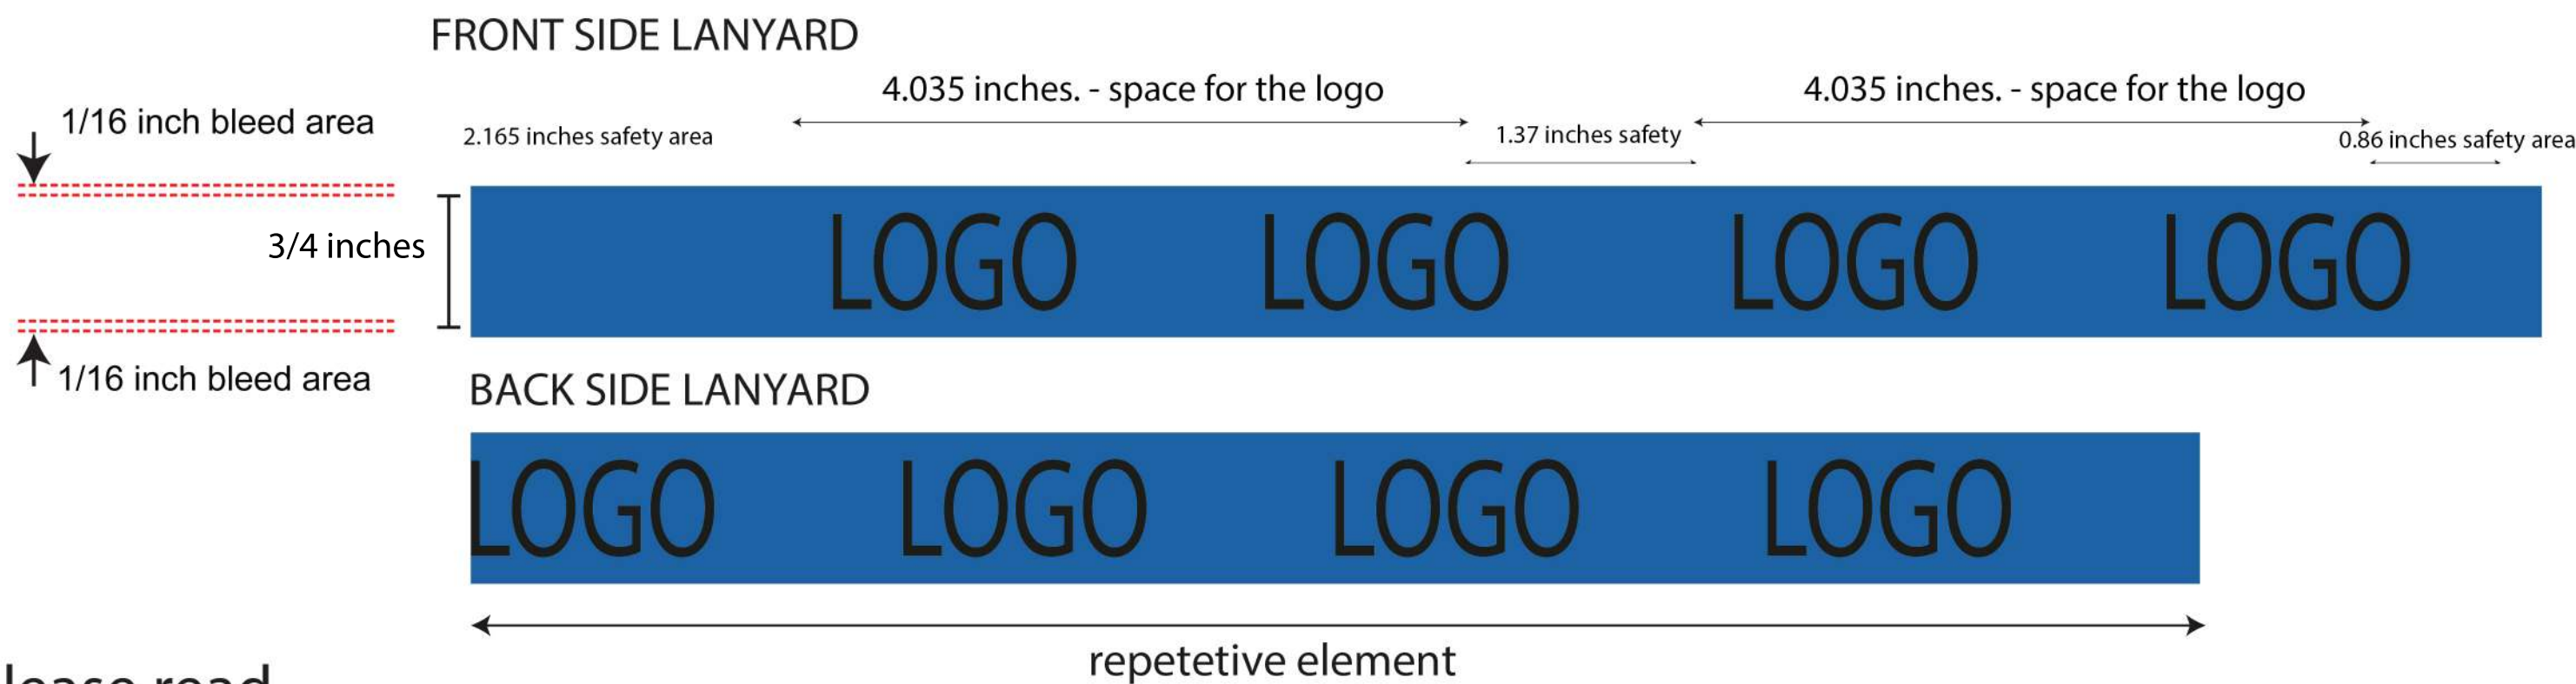 FRONT SIDE LANYARD
4.035 inches. - space for the logo
4.035 inches. - space for the logo
1/16 inch bleed area
2.165 inches safety area
1.37 inches safety
0.86 inches safety area
3/4 inches
LOGO LOGO LOGO LOGO
1/16 inch bleed area
BACK SIDE LANYARD
LOGO LOGO LOGO LOGO
repetetive element
lease read